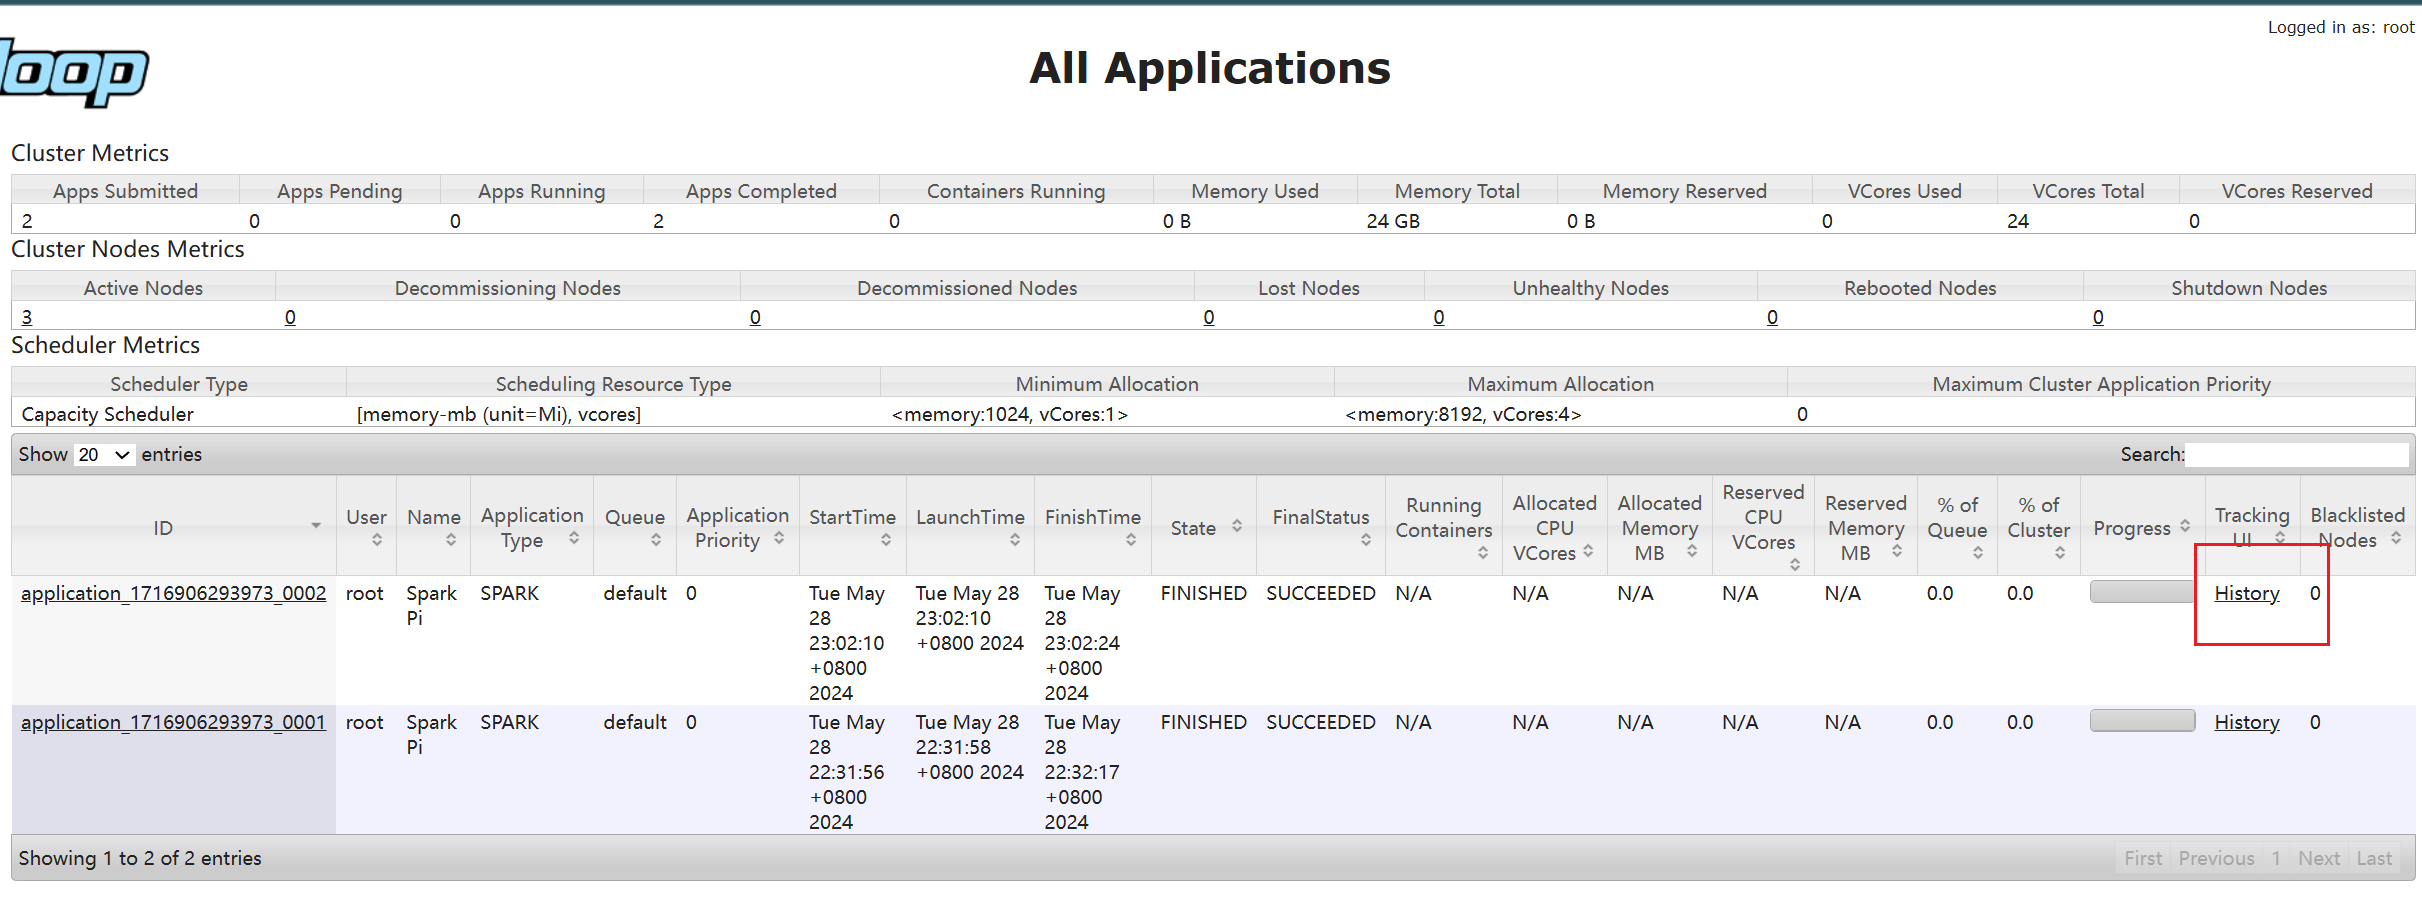 Logged in as: root
loop
All Applications
Cluster Metrics
Apps Submitted Apps Pending Apps Running Apps Completed Containers Running Memory Used Memory Total Memory Reserved VCores Used VCores Total VCores Reserved
2 0 0 2 0 0 B 24 GB 0 B 0 24 0
Cluster Nodes Metrics
Active Nodes Decommissioning Nodes Decommissioned Nodes Lost Nodes Unhealthy Nodes Rebooted Nodes Shutdown Nodes
3 0 0 0 0 0 0
Scheduler Metrics
Scheduler Type Scheduling Resource Type Minimum Allocation Maximum Allocation Maximum Cluster Application Priority
Capacity Scheduler [memory-mb (unit=Mi), vcores] <memory:1024, vCores:1> <memory:8192, vCores:4> 0
Show 20 entries Search:
ID User Name Application Type Queue Application Priority StartTime LaunchTime FinishTime State FinalStatus Running Containers Allocated CPU VCores Allocated Memory MB Reserved CPU VCores Reserved Memory MB % of Queue % of Cluster Progress Tracking UI Blacklisted Nodes
application_1716906293973_0002 root Spark SPARK default 0 Tue May Tue May 28 Tue May FINISHED SUCCEEDED N/A N/A N/A N/A N/A 0.0 0.0 History 0
Pi 28 23:02:10 28
23:02:10 +0800 2024 23:02:24
+0800 +0800
2024 2024
application_1716906293973_0001 root Spark SPARK default 0 Tue May Tue May 28 Tue May FINISHED SUCCEEDED N/A N/A N/A N/A N/A 0.0 0.0 History 0
Pi 28 22:31:58 28
22:31:56 +0800 2024 22:32:17
+0800 +0800
2024 2024
Showing 1 to 2 of 2 entries First Previous 1 Next Last